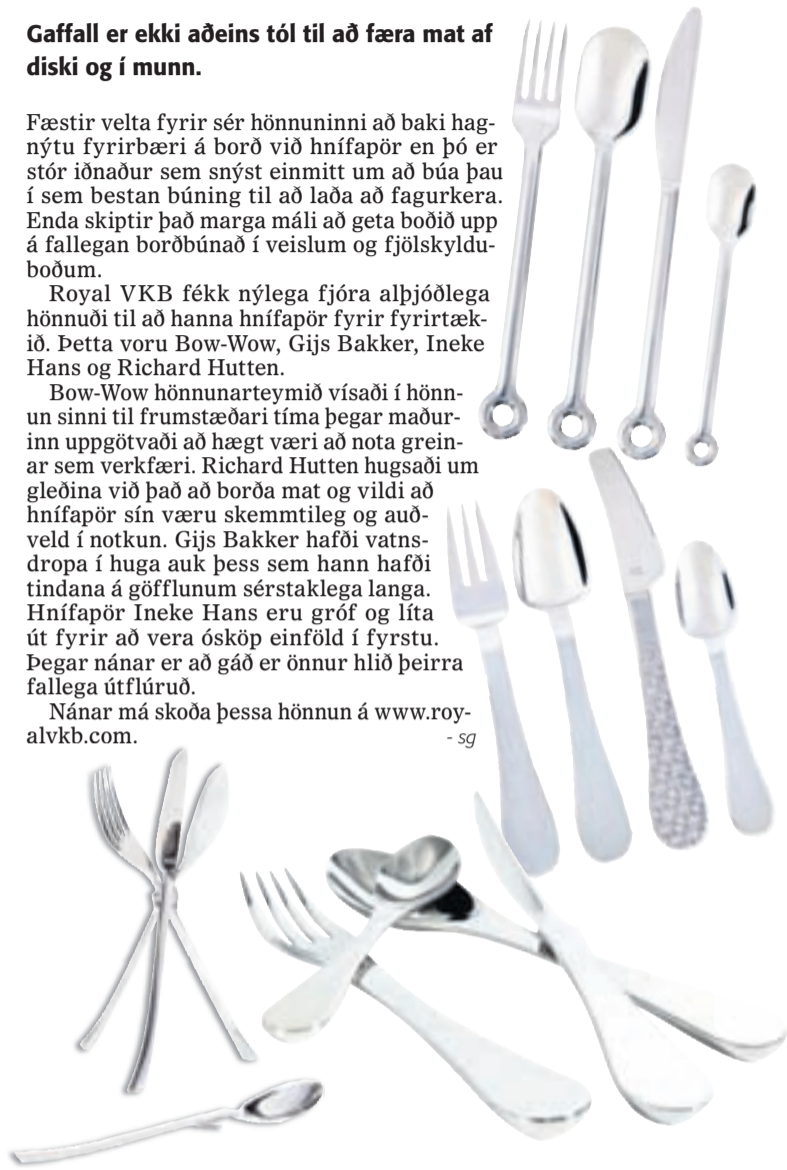 Gaffall er ekki aðeins tól til að færa mat af
diski og í munn.
Fæstir velta fyrir sér hönnuninni að baki hag-
nýtu fyrirbæri á borð við hnífapör en þó er
stór iðnaður sem snýst einmitt um að búa þau
í sem bestan búning til að laða að fagurkera.
Enda skiptir það marga máli að geta boðið upp
á fallegan borðbúnað í veislum og fjölskyldu-
boðum.
Royal VKB fékk nýlega fjóra alþjóðlega
hönnuði til að hanna hnífapör fyrir fyrirtæk-
ið. Þetta voru Bow-Wow, Gijs Bakker, Ineke
Hans og Richard Hutten.
Bow-Wow hönnunarteymið vísaði í hönn-
un sinni til frumstæðari tíma þegar maður-
inn uppgötvaði að hægt væri að nota grein-
ar sem verkfæri. Richard Hutten hugsaði um
gleðina við það að borða mat og vildi að
hnífapör sín væru skemmtileg og auð-
veld í notkun. Gijs Bakker hafði vatns-
dropa í huga auk þess sem hann hafði
tindana á göfflunum sérstaklega langa.
Hnífapör Ineke Hans eru gróf og líta
út fyrir að vera ósköp einföld í fyrstu.
Þegar nánar er að gáð er önnur hlið þeirra
fallega útflúruð.
Nánar má skoða þessa hönnun á www.roy-
alvkb.com. - sg